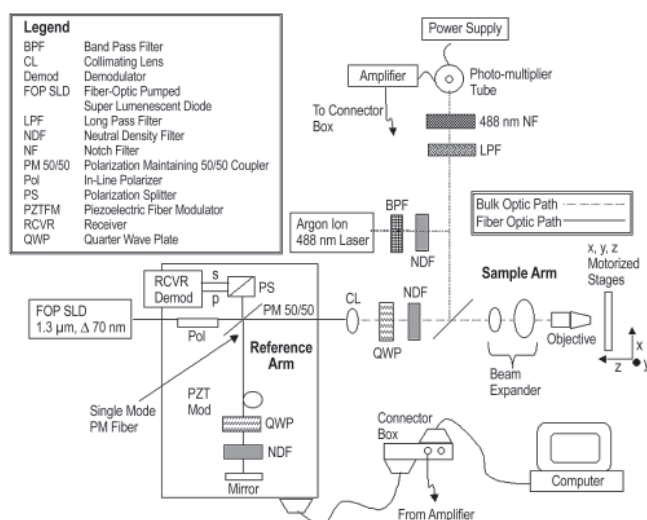 Legend
BPF Band Pass Filter
CL Collimating Lens
Demod Demodulator
FOP SLD Fiber-Optic Pumped
Super Lumenescent Diode
LPF Long Pass Filter
NDF Neutral Density Filter
NF Notch Filter
PM 50/50 Polarization Maintaining 50/50 Coupler
Pol In-Line Polarizer
PS Polarization Splitter
PZTFM Piezoelectric Fiber Modulator
RCVR Receiver
QWP Quarter Wave Plate
Power Supply
Amplifier
Photo-multiplier
Tube
To Connector
Box
488 nm NF
LPF
BPF
Argon Ion
488 nm Laser
NDF
Bulk Optic Path
Fiber Optic Path
Sample Arm
x, y, z
Motorized
Stages
RCVR
Demod
s
p
PS
PM 50/50
FOP SLD
1.3 μm, Δ 70 nm
Pol
CL
NDF
QWP
Objective
Beam
Expander
x
z
y
Reference
Arm
Single Mode
PM Fiber
PZT
Mod
QWP
NDF
Mirror
Connector
Box
From Amplifier
Computer